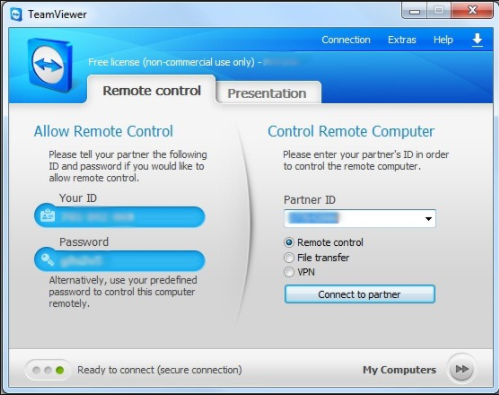 TeamViewer
Connection Extras Help
Free license (non-commercial use only) -
Remote control
Presentation
Allow Remote Control
Please tell your partner the following
ID and password if you would like to
allow remote control.
Your ID
Password
Alternatively, use your predefined
password to control this computer
remotely.
Control Remote Computer
Please enter your partner's ID in order
to control the remote computer.
Partner ID
Remote control
File transfer
VPN
Connect to partner
Ready to connect (secure connection)
My Computers